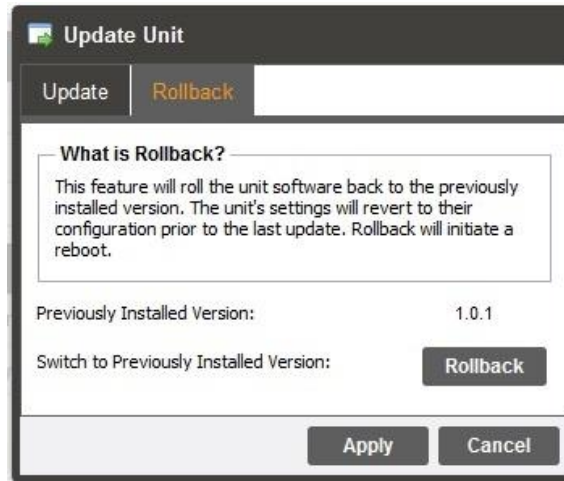 Update Unit
Update Rollback
What is Rollback?
This feature will roll the unit software back to the previously
installed version. The unit's settings will revert to their
configuration prior to the last update. Rollback will initiate a
reboot.
Previously Installed Version: 1.0.1
Switch to Previously Installed Version: Rollback
Apply Cancel